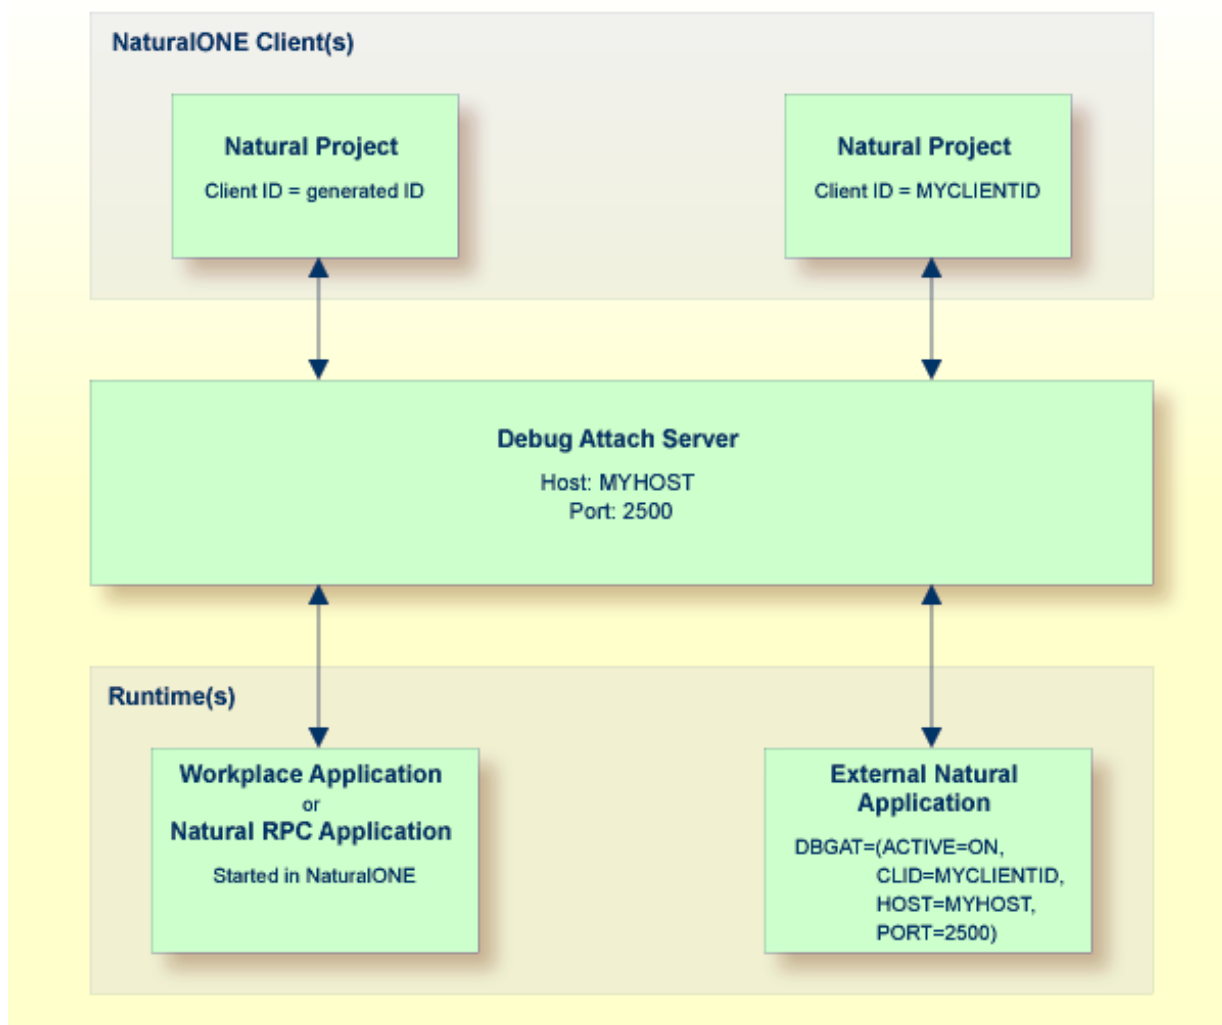 NaturalONE Client(s)
Natural Project
Client ID = generated ID
Natural Project
Client ID = MYCLIENTID
Debug Attach Server
Host: MYHOST
Port: 2500
Runtime(s)
Workplace Application
or
Natural RPC Application
Started in NaturalONE
External Natural
Application
DBGAT=(ACTIVE=ON,
CLID=MYCLIENTID,
HOST=MYHOST,
PORT=2500)